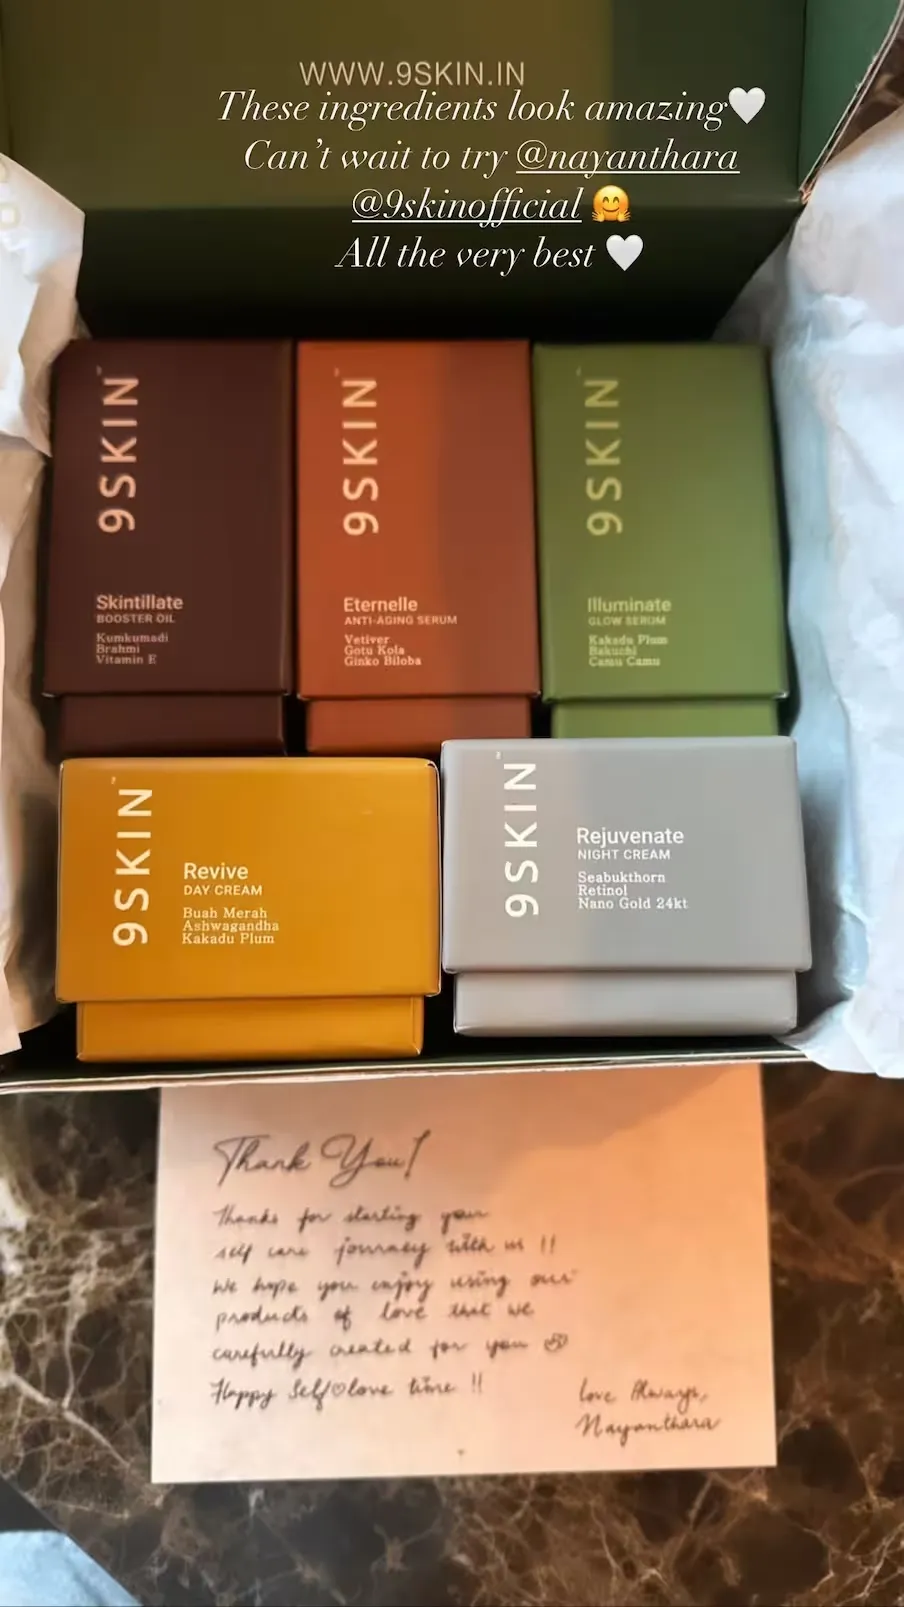 WWW.9SKIN.IN
These ingredients look amazing🤍
Can't wait to try @nayanthara
@9skinofficial 🤗
All the very best 🤍
9SKIN
Skintillate
BOOSTER OIL
Kumkumadi
Brahmi
Vitamin E
9SKIN
Eternelle
ANTI-AGING SERUM
Vetiver
Gotu Kola
Ginko Biloba
9SKIN
Illuminate
GLOW SERUM
Kakadu Plum
Bakuchi
Camu Camu
9SKIN
Revive
DAY CREAM
Buah Merah
Ashwagandha
Kakadu Plum
9SKIN
Rejuvenate
NIGHT CREAM
Seabukthorn
Retinol
Nano Gold 24kt
Thank You!
Thanks for starting your
self care journey with us !!
We hope you enjoy using our
products of love that we
carefully created for you
Happy Self♡love time !!
love Always,
Nayanthara